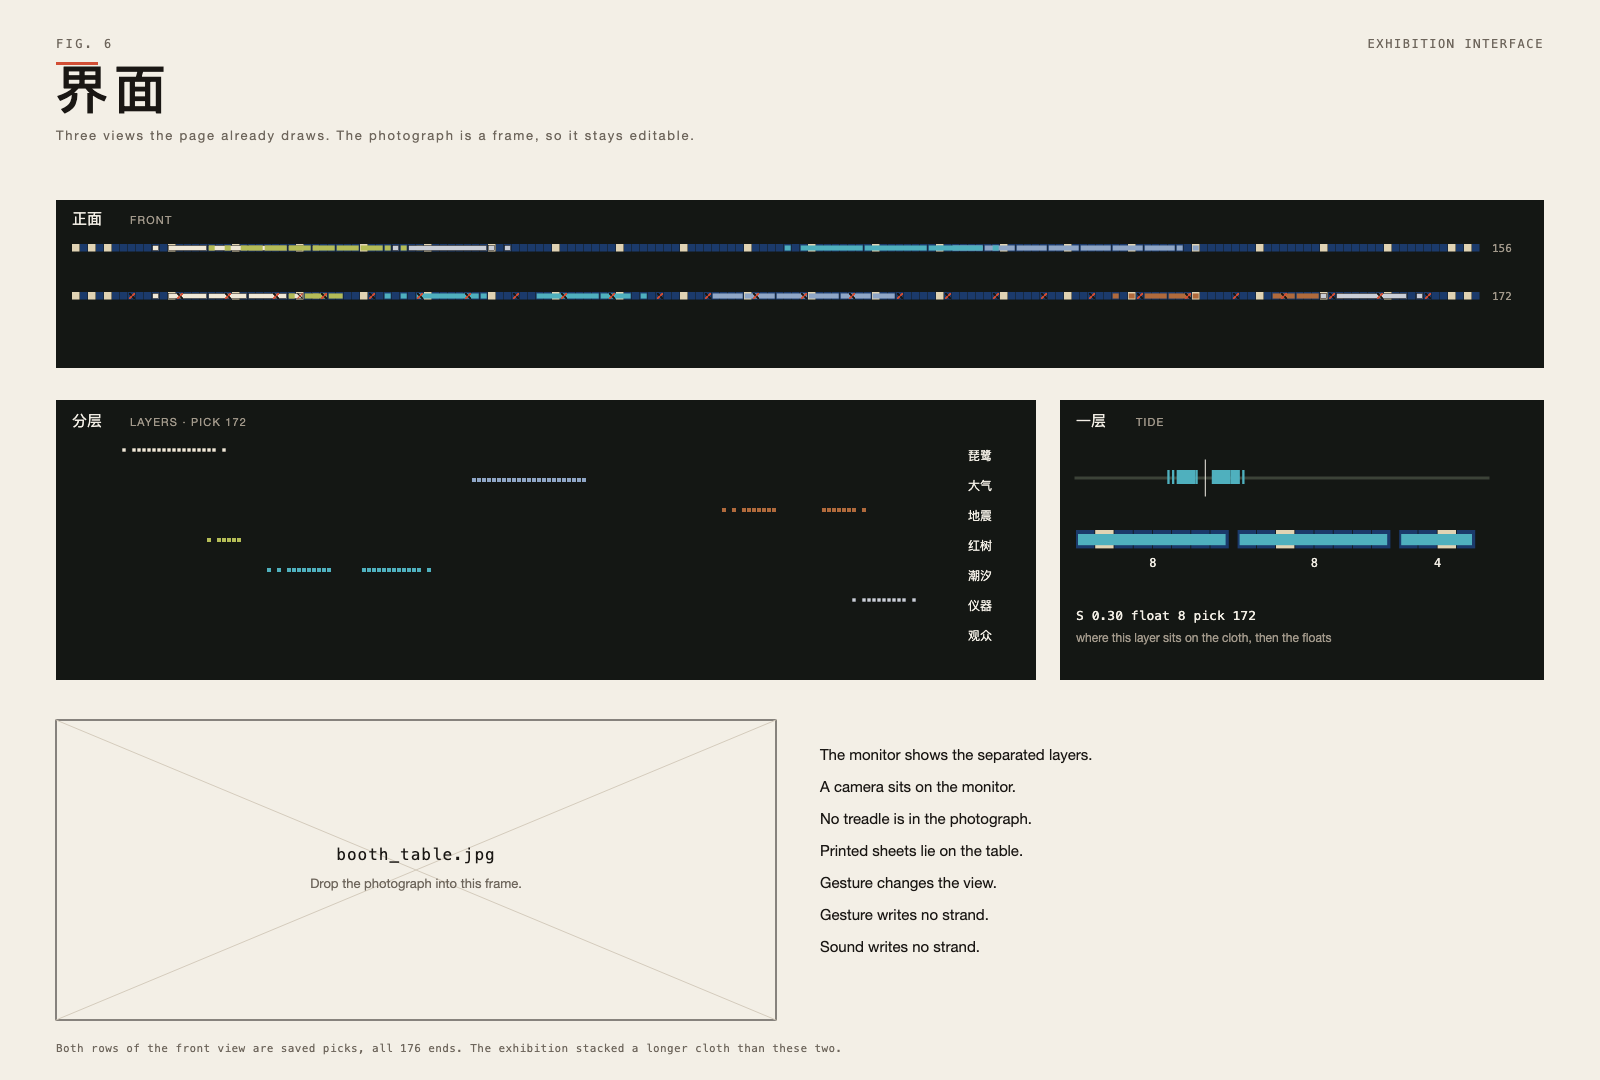 FIG. 6
EXHIBITION INTERFACE
界面
Three views the page already draws. The photograph is a frame, so it stays editable.
正面 FRONT
156
172
分层 LAYERS · PICK 172
琵鹭
大气
地震
红树
潮汐
仪器
观众
一层 TIDE
8 8 4
S 0.30 float 8 pick 172
where this layer sits on the cloth, then the floats
booth_table.jpg
Drop the photograph into this frame.
The monitor shows the separated layers.
A camera sits on the monitor.
No treadle is in the photograph.
Printed sheets lie on the table.
Gesture changes the view.
Gesture writes no strand.
Sound writes no strand.
Both rows of the front view are saved picks, all 176 ends. The exhibition stacked a longer cloth than these two.